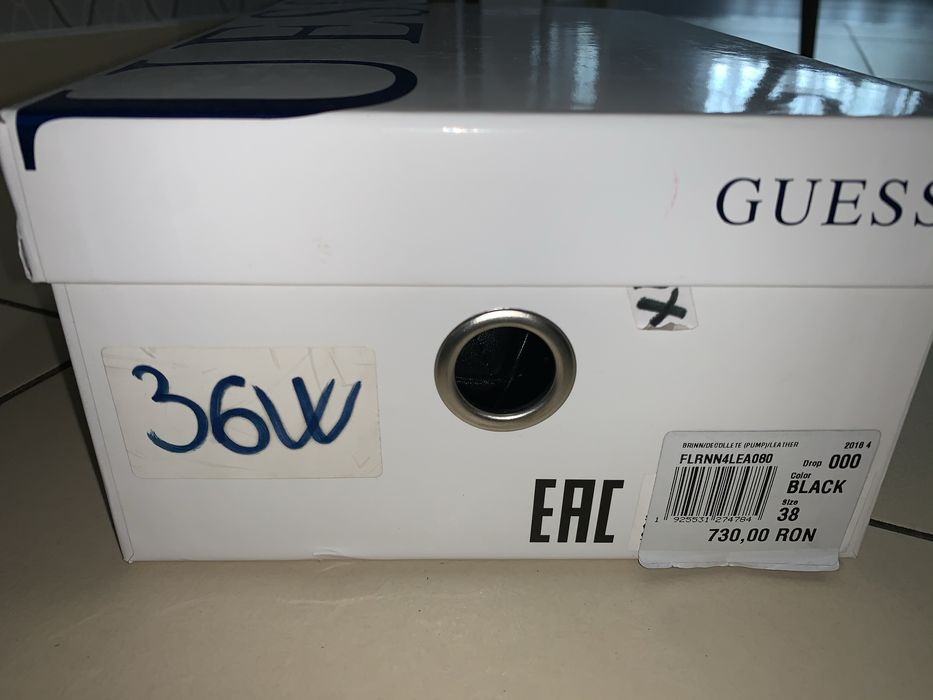 GUESS
X
36W
EAC
BRINN/DECOLLETE (PUMP)/LEATHER 2018 4
FLRNN4LEA080 Drop 000
Color
BLACK
Size
38
1 925531 274784
730,00 RON